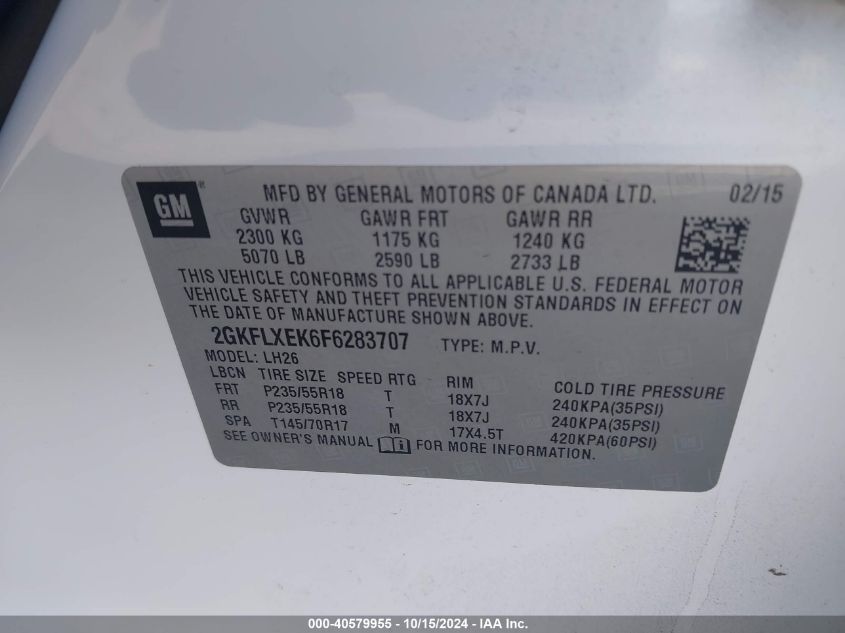 GM ® MFD BY GENERAL MOTORS OF CANADA LTD. 02/15
GVWR GAWR FRT GAWR RR
2300 KG 1175 KG 1240 KG
5070 LB 2590 LB 2733 LB
THIS VEHICLE CONFORMS TO ALL APPLICABLE U.S. FEDERAL MOTOR
VEHICLE SAFETY AND THEFT PREVENTION STANDARDS IN EFFECT ON
THE DATE OF MANUFACTURE SHOWN ABOVE.
2GKFLXEK6F6283707 TYPE: M.P.V.
MODEL: LH26
LBCN TIRE SIZE SPEED RTG RIM COLD TIRE PRESSURE
FRT P235/55R18 T 18X7J 240KPA(35PSI)
RR P235/55R18 T 18X7J 240KPA(35PSI)
SPA T145/70R17 M 17X4.5T 420KPA(60PSI)
SEE OWNER'S MANUAL FOR MORE INFORMATION.
000-40579955 - 10/15/2024 - IAA Inc.